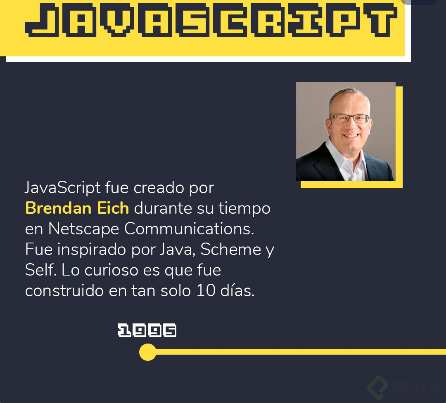 JAVASCRIPT
JavaScript fue creado por
Brendan Eich durante su tiempo
en Netscape Communications.
Fue inspirado por Java, Scheme y
Self. Lo curioso es que fue
construido en tan solo 10 días.
1995